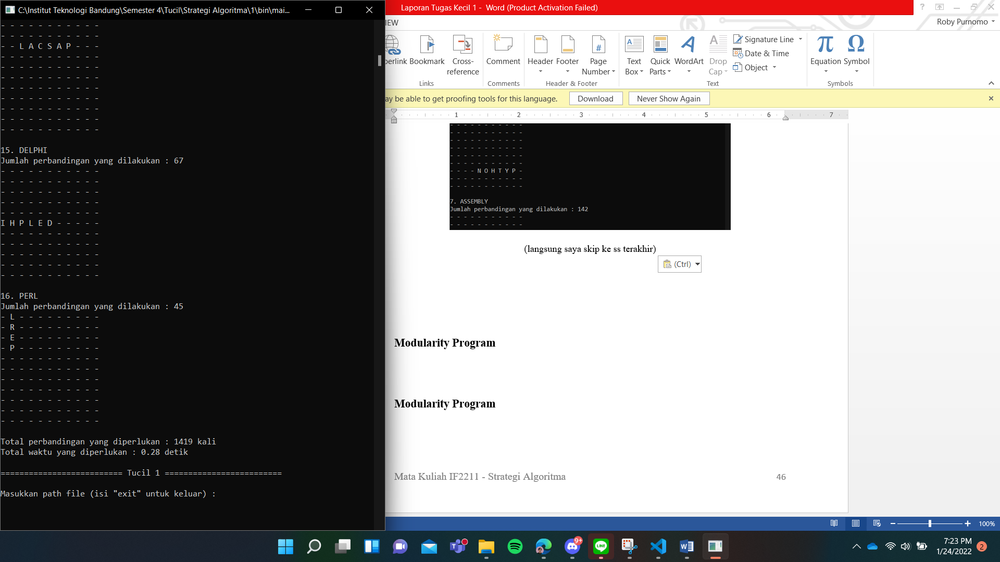 C:\Institut Teknologi Bandung\Semester 4\Tucil\Strategi Algoritma\1\bin\mai...
- - - - - - - - - - -
- - - - - - - - - - -
- - L A C S A P - - -
- - - - - - - - - - -
- - - - - - - - - - -
- - - - - - - - - - -
- - - - - - - - - - -
- - - - - - - - - - -
- - - - - - - - - - -
- - - - - - - - - - -
- - - - - - - - - - -
15. DELPHI
Jumlah perbandingan yang dilakukan : 67
- - - - - - - - - - -
- - - - - - - - - - -
- - - - - - - - - - -
- - - - - - - - - - -
- - - - - - - - - - -
I H P L E D - - - - -
- - - - - - - - - - -
- - - - - - - - - - -
- - - - - - - - - - -
- - - - - - - - - - -
- - - - - - - - - - -
16. PERL
Jumlah perbandingan yang dilakukan : 45
- L - - - - - - - - -
- R - - - - - - - - -
- E - - - - - - - - -
- P - - - - - - - - -
- - - - - - - - - - -
- - - - - - - - - - -
- - - - - - - - - - -
- - - - - - - - - - -
- - - - - - - - - - -
- - - - - - - - - - -
- - - - - - - - - - -
Total perbandingan yang diperlukan : 1419 kali
Total waktu yang diperlukan : 0.28 detik
========================== Tucil 1 =========================
Masukkan path file (isi "exit" untuk keluar) :
Laporan Tugas Kecil 1 - Word (Product Activation Failed)
IEW
Roby Purnomo
erlink Bookmark Cross-reference
Comment
Header Footer Page Number
Text Box Quick Parts WordArt Drop Cap
Signature Line
Date & Time
Object
Equation Symbol
Links Comments Header & Footer Text Symbols
ay be able to get proofing tools for this language. Download Never Show Again
1 2 3 4 5 6 7
- - - - - - - - - - -
- - - - - - - - - - -
- - - - - - - - - - -
- - - - - - - - - - -
- - - - - - - - - - -
- - - - - - - - - - -
- - - - N O H T Y P -
- - - - - - - - - - -
- - - - - - - - - - -
7. ASSEMBLY
Jumlah perbandingan yang dilakukan : 142
- - - - - - - - - - -
- - - - - - - - - - -
(langsung saya skip ke ss terakhir)
(Ctrl)
Modularity Program
Modularity Program
Mata Kuliah IF2211 - Strategi Algoritma 46
100%
9+
7:23 PM
1/24/2022
2